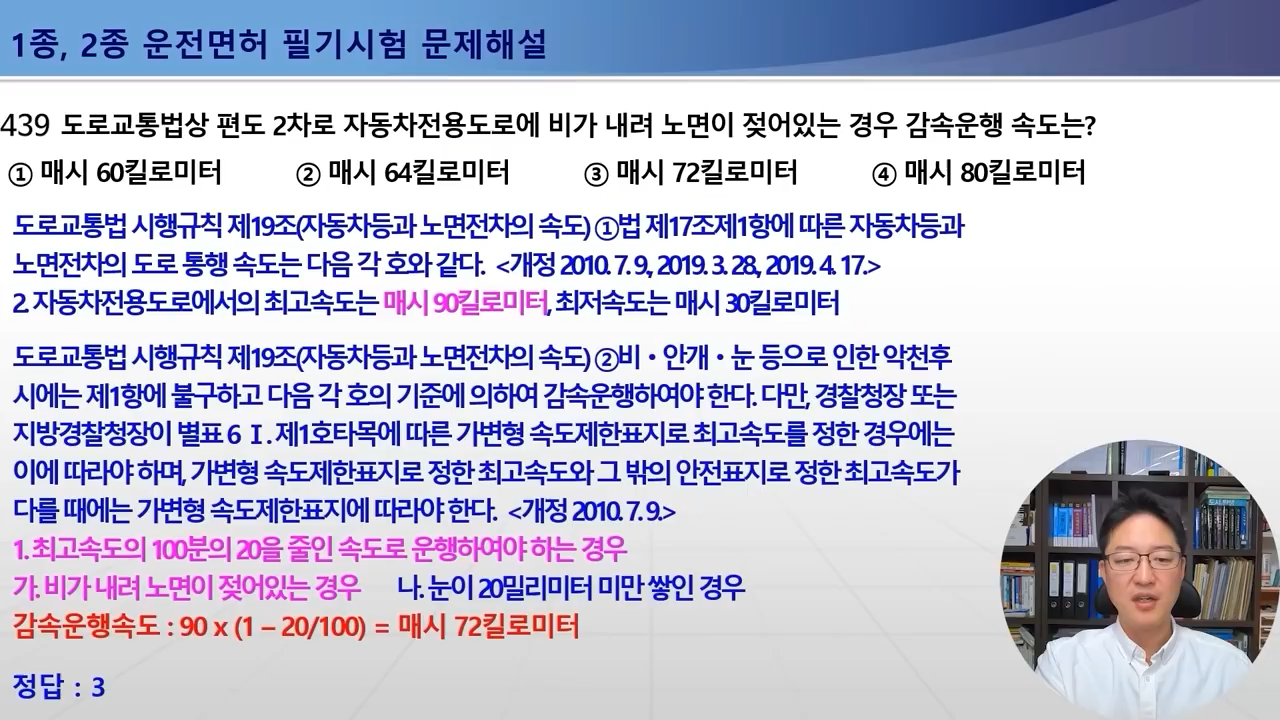 1종, 2종 운전면허 필기시험 문제해설
439 도로교통법상 편도 2차로 자동차전용도로에 비가 내려 노면이 젖어있는 경우 감속운행 속도는?
① 매시 60킬로미터 ② 매시 64킬로미터 ③ 매시 72킬로미터 ④ 매시 80킬로미터
도로교통법 시행규칙 제19조(자동차등과 노면전차의 속도) ①법 제17조제1항에 따른 자동차등과
노면전차의 도로 통행 속도는 다음 각 호와 같다. <개정 2010. 7. 9., 2019. 3. 28., 2019. 4. 17.>
2. 자동차전용도로에서의 최고속도는 매시 90킬로미터, 최저속도는 매시 30킬로미터
도로교통법 시행규칙 제19조(자동차등과 노면전차의 속도) ②비・안개・눈 등으로 인한 악천후
시에는 제1항에 불구하고 다음 각 호의 기준에 의하여 감속운행하여야 한다. 다만, 경찰청장 또는
지방경찰청장이 별표 6 Ⅰ. 제1호타목에 따른 가변형 속도제한표지로 최고속도를 정한 경우에는
이에 따라야 하며, 가변형 속도제한표지로 정한 최고속도와 그 밖의 안전표지로 정한 최고속도가
다를 때에는 가변형 속도제한표지에 따라야 한다. <개정 2010. 7. 9.>
1. 최고속도의 100분의 20을 줄인 속도로 운행하여야 하는 경우
가. 비가 내려 노면이 젖어있는 경우 나. 눈이 20밀리미터 미만 쌓인 경우
감속운행속도 : 90 x (1 – 20/100) = 매시 72킬로미터
정답 : 3